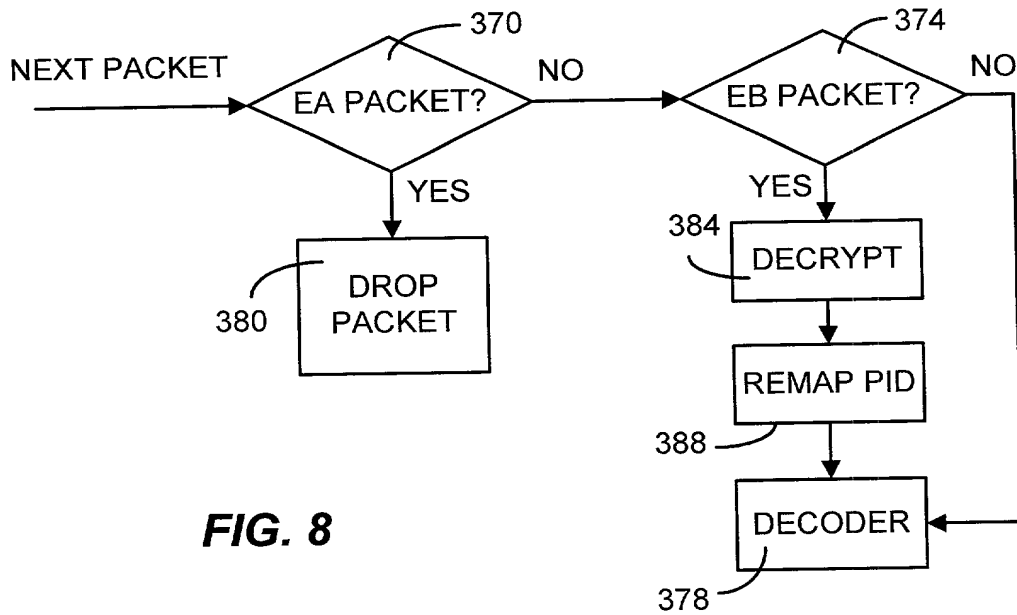 370
374
NEXT PACKET
NO
NO
EA PACKET?
EB PACKET?
YES
YES
384
DECRYPT
DROP
PACKET
380
REMAP PID
388
FIG. 8
DECODER
378